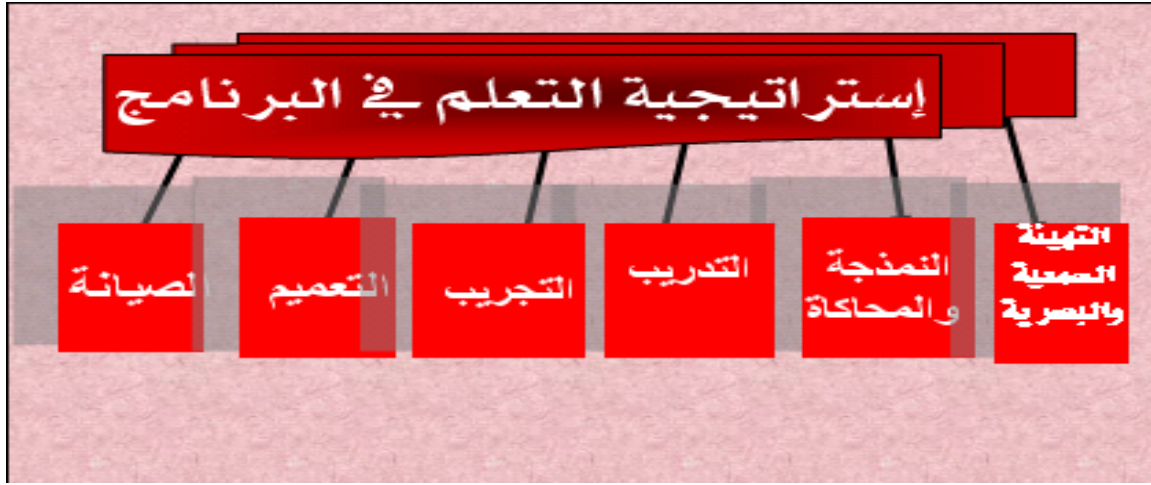 إستراتيجية التعلم في البرنامج
التهيئة
السمعية
والبصرية
النمذجة
والمحاكاة
التدريب
التجريب
التعميم
الصيانة